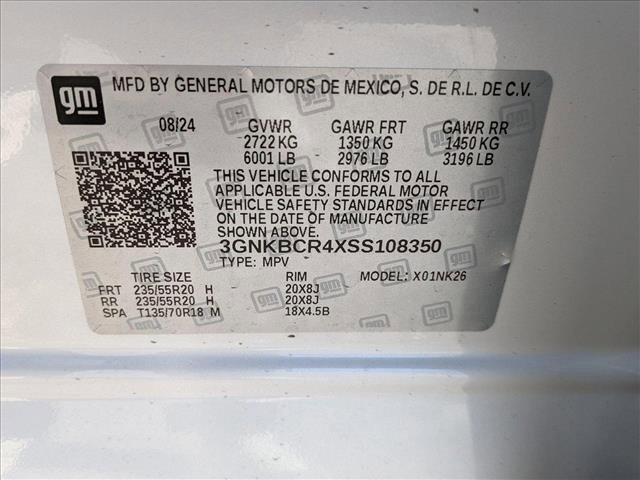 gm MFD BY GENERAL MOTORS DE MEXICO, S. DE R.L. DE C.V.
08/24 GVWR GAWR FRT GAWR RR
2722 KG 1350 KG 1450 KG
6001 LB 2976 LB 3196 LB
THIS VEHICLE CONFORMS TO ALL
APPLICABLE U.S. FEDERAL MOTOR
VEHICLE SAFETY STANDARDS IN EFFECT
ON THE DATE OF MANUFACTURE
SHOWN ABOVE.
3GNKBCR4XSS108350
TYPE: MPV
TIRE SIZE RIM MODEL: X01NK26
FRT 235/55R20 H 20X8J
RR 235/55R20 H 20X8J
SPA T135/70R18 M 18X4.5B